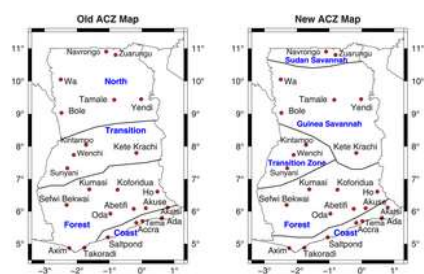 Old ACZ Map
11°
10°
9°
8°
7°
6°
5°
Navrongo
Zuarungu
North
Wa
Tamale
Yendi
Bole
Transition
Kintampo
Kete Krachi
Wenchi
Sunyani
Kumasi
Koforidua
Ho
Sefwi Bekwai
Abetifi
Akuse
Oda
Akatsi
Tema
Ada
Forest
Accra
Coast
Saltpond
Axim
Takoradi
-3°
-2°
-1°
0°
1°
New ACZ Map
11°
10°
9°
8°
7°
6°
5°
Navrongo
Zuarungu
Sudan Savannah
Wa
Tamale
Yendi
Bole
Guinea Savannah
Kintampo
Kete Krachi
Wenchi
Transition Zone
Sunyani
Kumasi
Koforidua
Ho
Sefwi Bekwai
Abetifi
Akuse
Oda
Akatsi
Tema
Ada
Forest
Accra
Coast
Saltpond
Axim
Takoradi
-3°
-2°
-1°
0°
1°